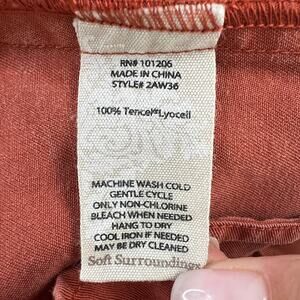 RN# 101206
MADE IN CHINA
STYLE# 2AW36
100% Tencel® Lyocell
MACHINE WASH COLD
GENTLE CYCLE
ONLY NON-CHLORINE
BLEACH WHEN NEEDED
HANG TO DRY
COOL IRON IF NEEDED
MAY BE DRY CLEANED
Soft Surroundings